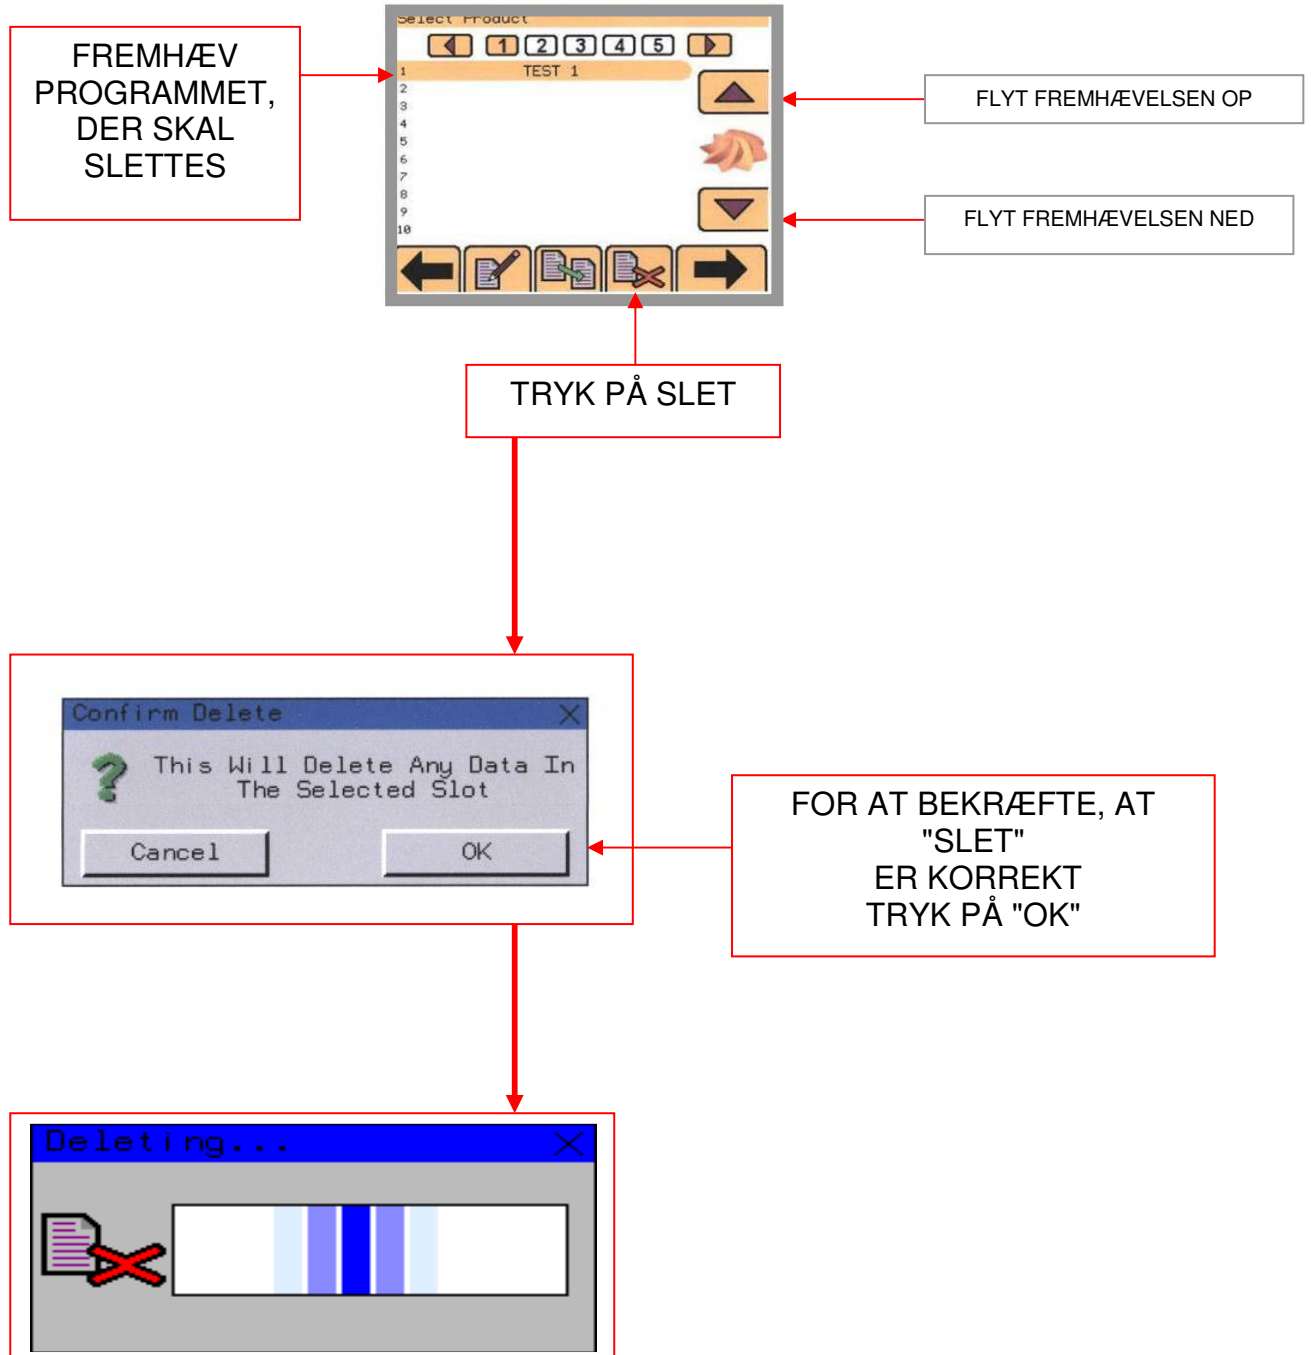 FREMHÆV
PROGRAMMET,
DER SKAL
SLETTES
Select Product
1 2 3 4 5
1 TEST 1
2
3
4
5
6
7
8
9
10
FLYT FREMHÆVELSEN OP
FLYT FREMHÆVELSEN NED
TRYK PÅ SLET
Confirm Delete
This Will Delete Any Data In
The Selected Slot
Cancel OK
FOR AT BEKRÆFTE, AT
"SLET"
ER KORREKT
TRYK PÅ "OK"
Deleting...